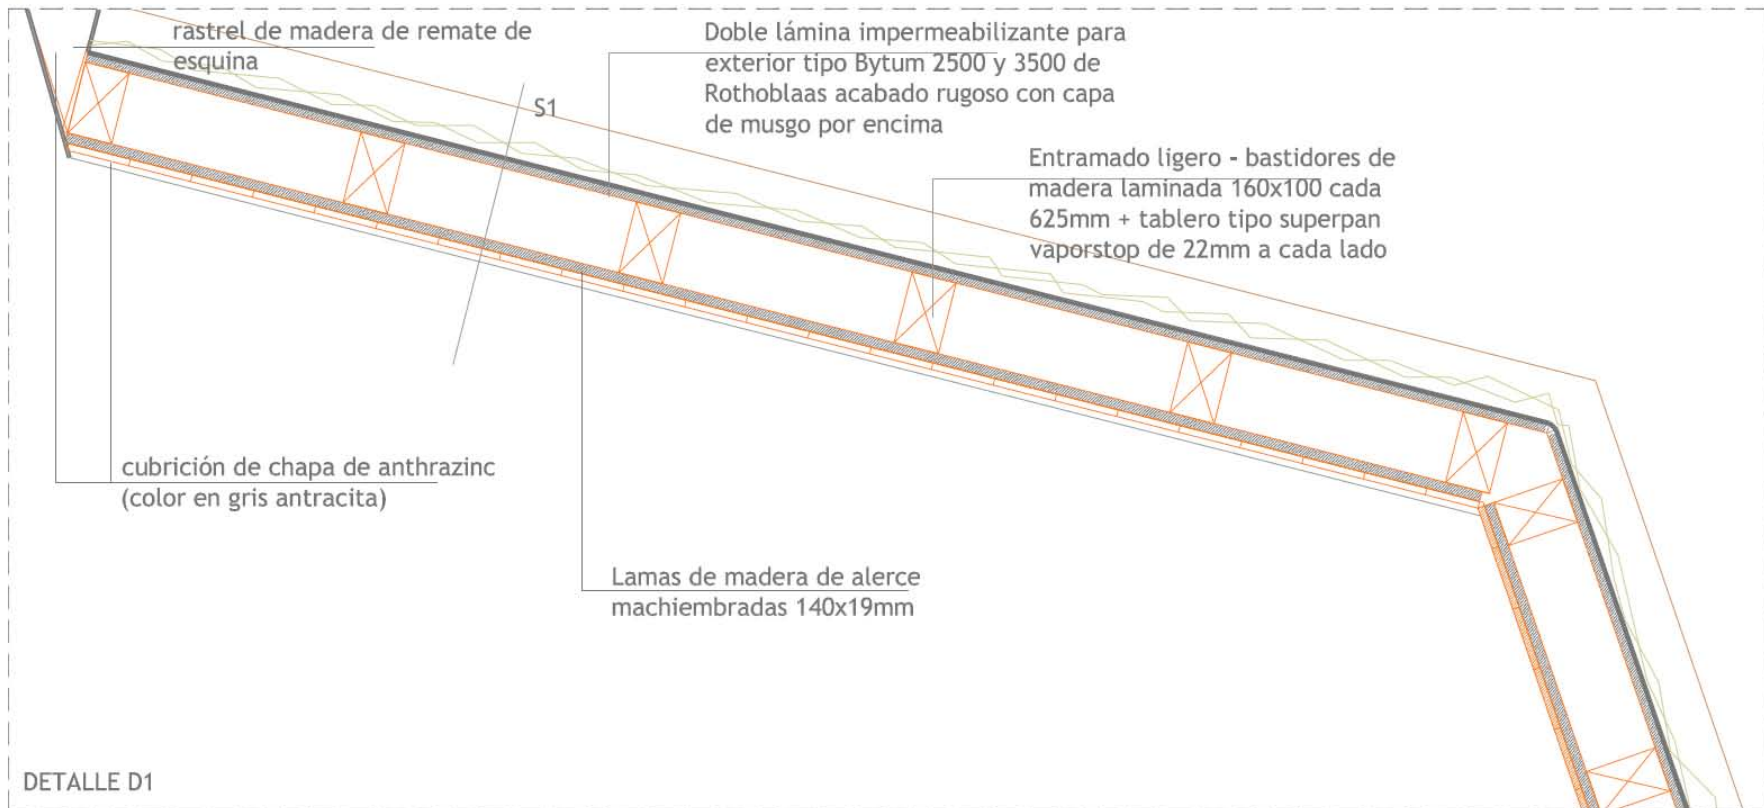 rastrel de madera de remate de
esquina
S1
Doble lámina impermeabilizante para
exterior tipo Bytum 2500 y 3500 de
Rothoblaas acabado rugoso con capa
de musgo por encima
Entramado ligero - bastidores de
madera laminada 160x100 cada
625mm + tablero tipo superpan
vaporstop de 22mm a cada lado
cubrición de chapa de anthrazinc
(color en gris antracita)
Lamas de madera de alerce
machiembradas 140x19mm
DETALLE D1